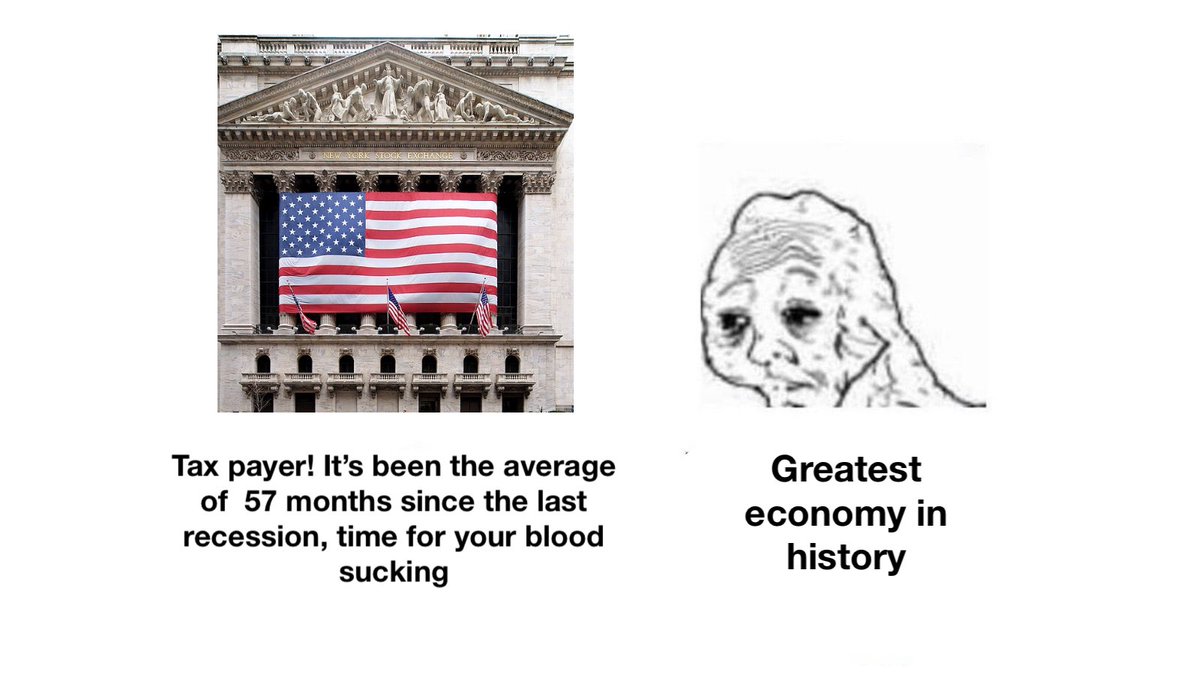 NEW YORK STOCK EXCHANGE
Tax payer! It’s been the average
of  57 months since the last
recession, time for your blood
sucking
Greatest
economy in
history